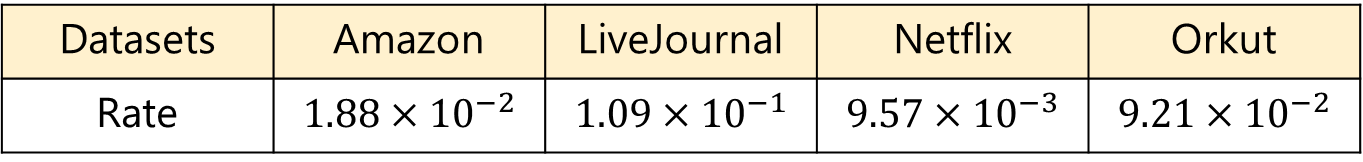 Datasets Amazon LiveJournal Netflix Orkut
Rate 1.88 × 10⁻² 1.09 × 10⁻¹ 9.57 × 10⁻³ 9.21 × 10⁻²